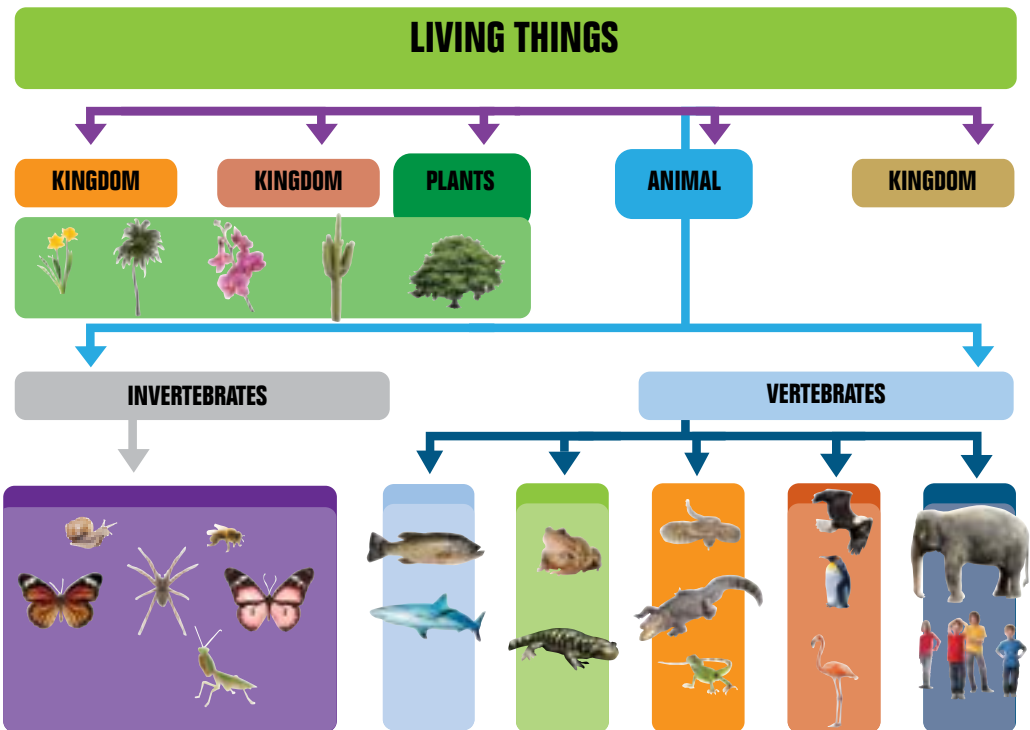 LIVING THINGS
KINGDOM
KINGDOM
PLANTS
ANIMAL
KINGDOM
INVERTEBRATES
VERTEBRATES